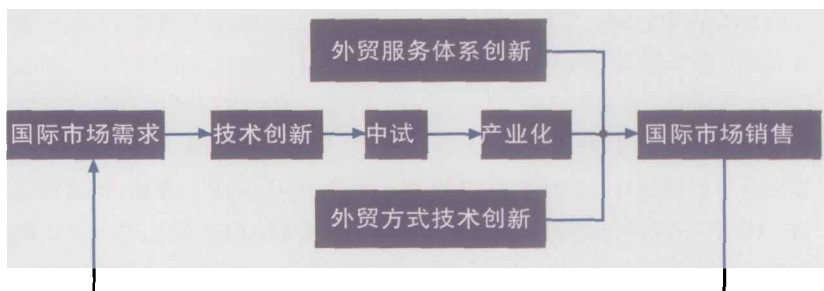 外贸服务体系创新
国际市场需求
技术创新
中试
产业化
国际市场销售
外贸方式技术创新